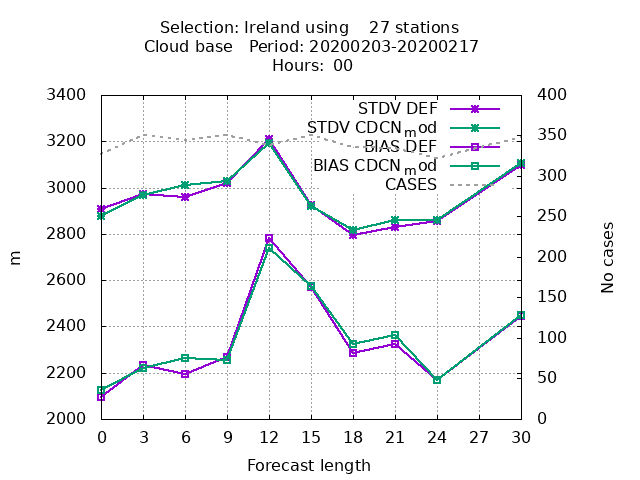 Selection: Ireland using    27 stations
Cloud base   Period: 20200203-20200217
Hours:  00
STDV DEF
STDV CDCNmod
BIAS DEF
BIAS CDCNmod
CASES
3400
3200
3000
2800
2600
2400
2200
2000
m
400
350
300
250
200
150
100
50
0
No cases
0 3 6 9 12 15 18 21 24 27 30
Forecast length